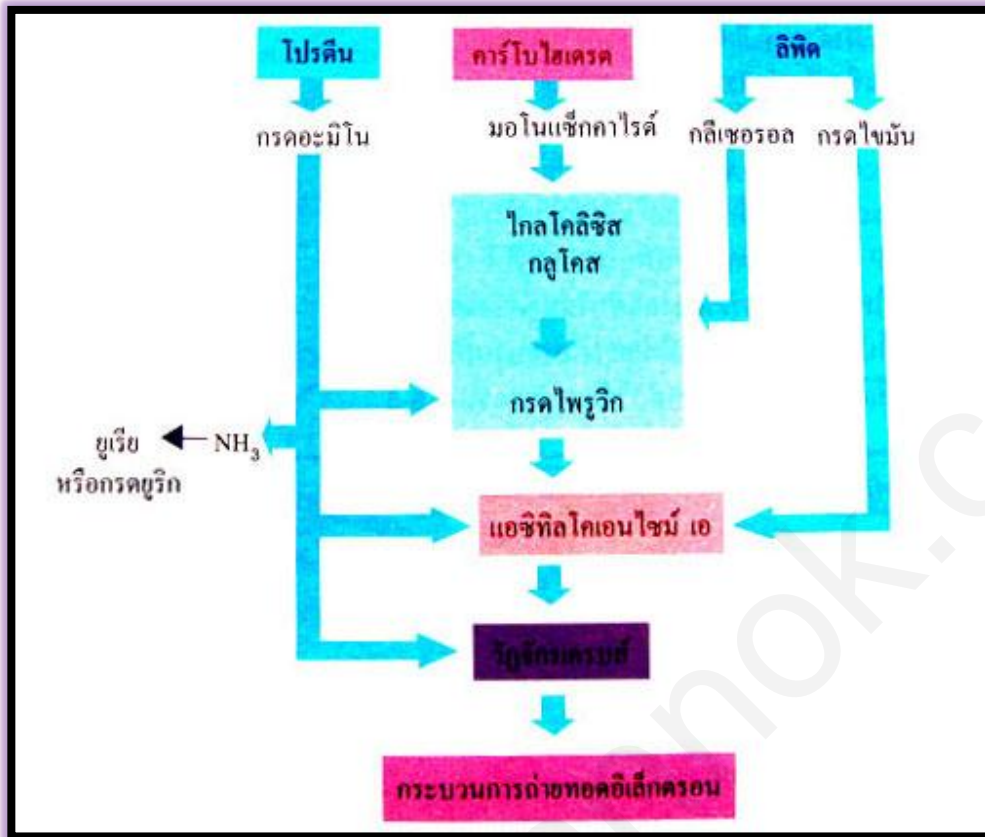 โปรตีน
คาร์โบไฮเดรต
ลิพิด
กรดอะมิโน
มอโนแซ็กคาไรด์
กลีเซอรอล
กรดไขมัน
ไกลโคลิซิส
กลูโคส
กรดไพรูวิก
ยูเรีย
หรือกรดยูริก
NH₃
แอซิทิลโคเอนไซม์ เอ
วัฏจักรเครบส์
กระบวนการถ่ายทอดอิเล็กตรอน